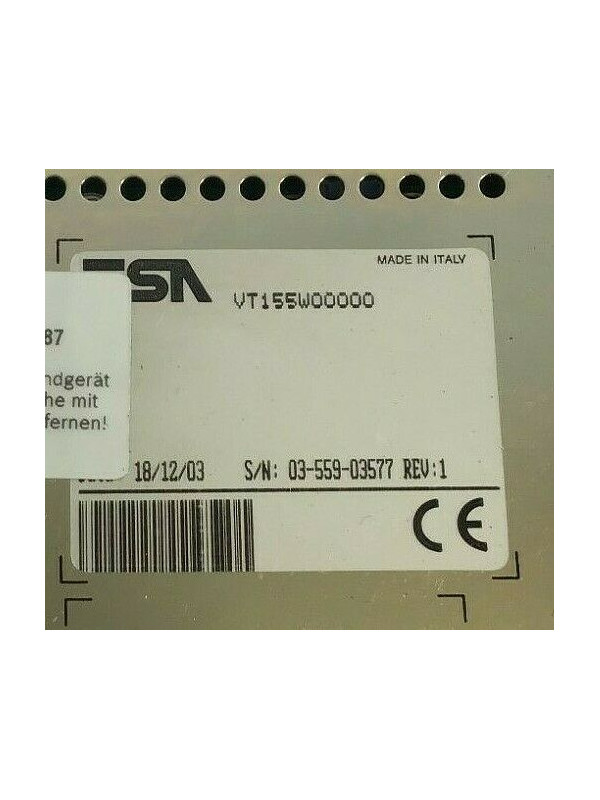 MADE IN ITALY
ESA
VT155W00000
87
ndgerät
he mit
fernen!
18/12/03 S/N: 03-559-03577 REV:1
CE